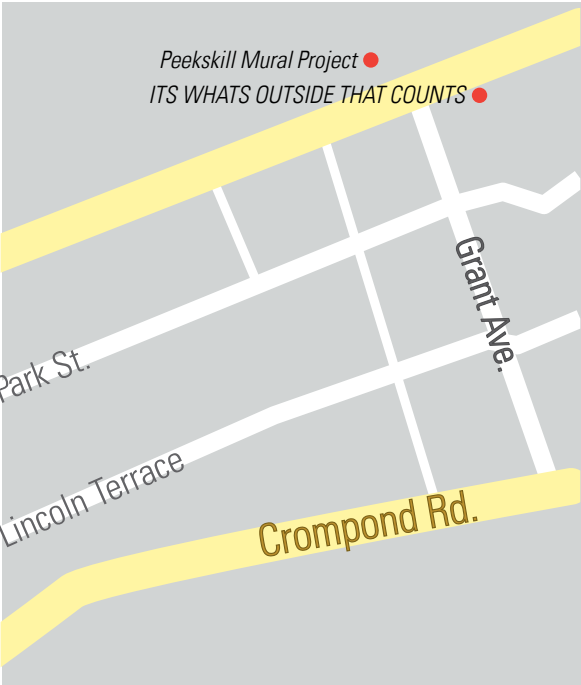 Peekskill Mural Project
ITS WHATS OUTSIDE THAT COUNTS
Grant Ave.
Park St.
Lincoln Terrace
Crompond Rd.